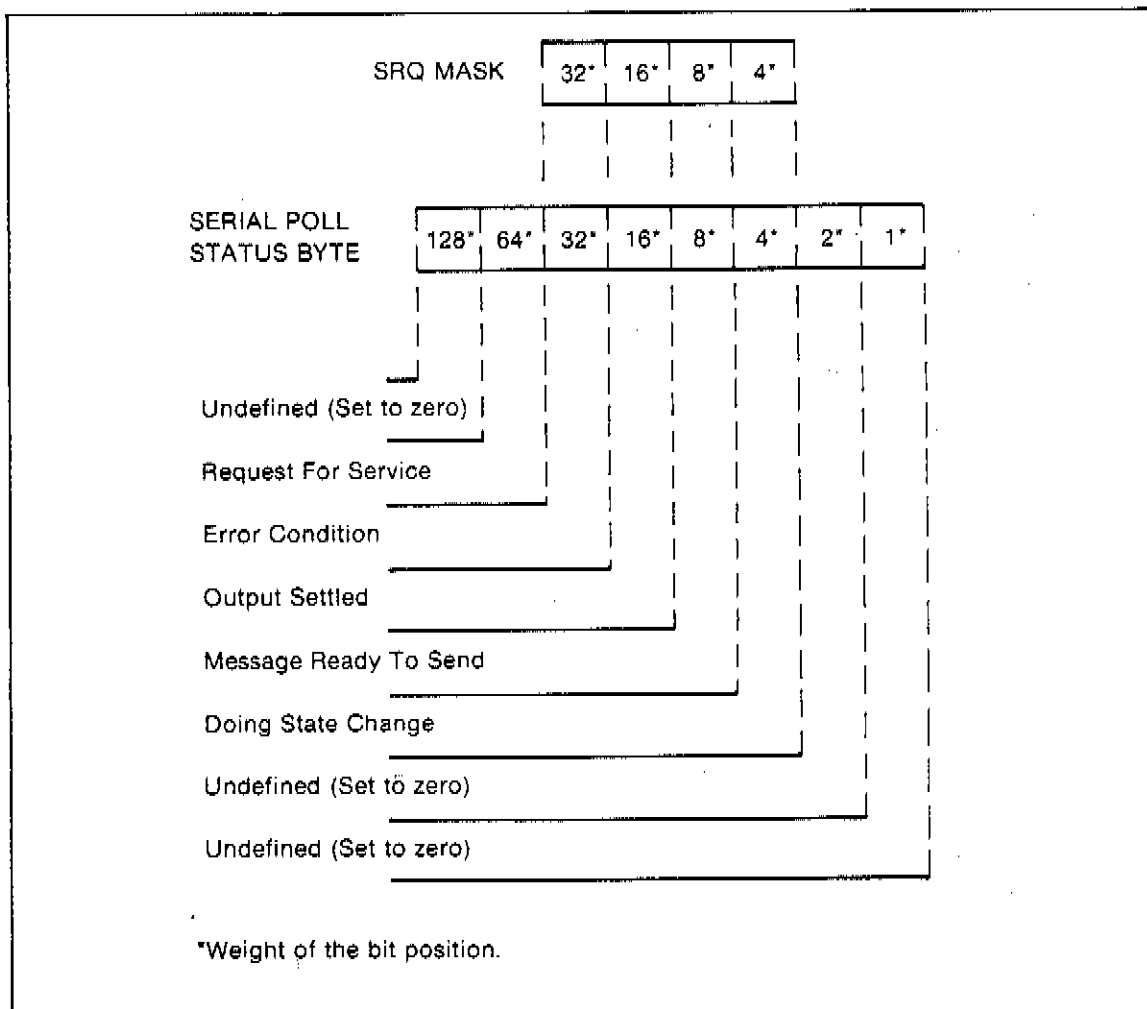 SRQ MASK 32* 16* 8* 4*
SERIAL POLL
STATUS BYTE 128* 64* 32* 16* 8* 4* 2* 1*
Undefined (Set to zero)
Request For Service
Error Condition
Output Settled
Message Ready To Send
Doing State Change
Undefined (Set to zero)
Undefined (Set to zero)
*Weight of the bit position.